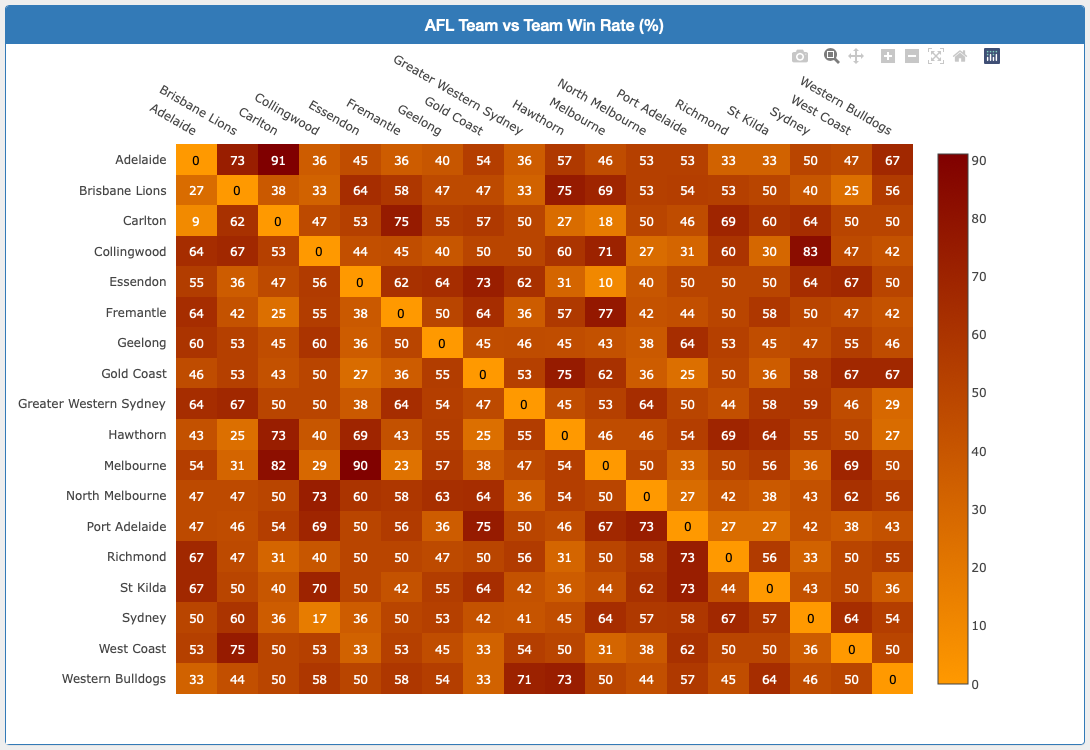 AFL Team vs Team Win Rate (%)
Adelaide
Brisbane Lions
Carlton
Collingwood
Essendon
Fremantle
Geelong
Gold Coast
Greater Western Sydney
Hawthorn
Melbourne
North Melbourne
Port Adelaide
Richmond
St Kilda
Sydney
West Coast
Western Bulldogs
Adelaide 0 73 91 36 45 36 40 54 36 57 46 53 53 33 33 50 47 67
Brisbane Lions 27 0 38 33 64 58 47 47 33 75 69 53 54 53 50 40 25 56
Carlton 9 62 0 47 53 75 55 57 50 27 18 50 46 69 60 64 50 50
Collingwood 64 67 53 0 44 45 40 50 50 60 71 27 31 60 30 83 47 42
Essendon 55 36 47 56 0 62 64 73 62 31 10 40 50 50 50 64 67 50
Fremantle 64 42 25 55 38 0 50 64 36 57 77 42 44 50 58 50 47 42
Geelong 60 53 45 60 36 50 0 45 46 45 43 38 64 53 45 47 55 46
Gold Coast 46 53 43 50 27 36 55 0 53 75 62 36 25 50 36 58 67 67
Greater Western Sydney 64 67 50 50 38 64 54 47 0 45 53 64 50 44 58 59 46 29
Hawthorn 43 25 73 40 69 43 55 25 55 0 46 46 54 69 64 55 50 27
Melbourne 54 31 82 29 90 23 57 38 47 54 0 50 33 50 56 36 69 50
North Melbourne 47 47 50 73 60 58 63 64 36 54 50 0 27 42 38 43 62 56
Port Adelaide 47 46 54 69 50 56 36 75 50 46 67 73 0 27 27 42 38 43
Richmond 67 47 31 40 50 50 47 50 56 31 50 58 73 0 56 33 50 55
St Kilda 67 50 40 70 50 42 55 64 42 36 44 62 73 44 0 43 50 36
Sydney 50 60 36 17 36 50 53 42 41 45 64 57 58 67 57 0 64 54
West Coast 53 75 50 53 33 53 45 33 54 50 31 38 62 50 50 36 0 50
Western Bulldogs 33 44 50 58 50 58 54 33 71 73 50 44 57 45 64 46 50 0
90
80
70
60
50
40
30
20
10
0